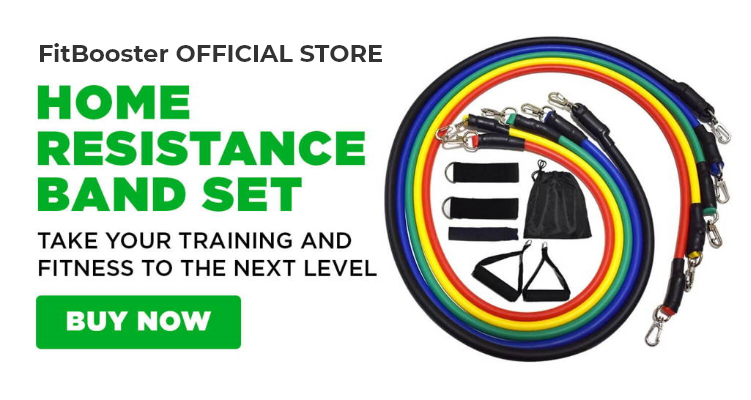 FitBooster OFFICIAL STORE
HOME
RESISTANCE
BAND SET
TAKE YOUR TRAINING AND
FITNESS TO THE NEXT LEVEL
BUY NOW